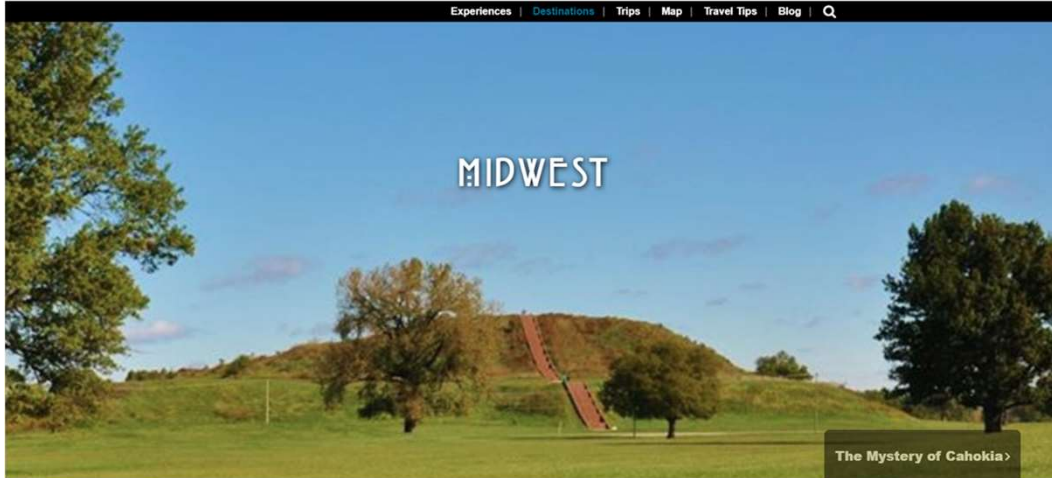 Experiences | Destinations | Trips | Map | Travel Tips | Blog |
MIDWEST
The Mystery of Cahokia>